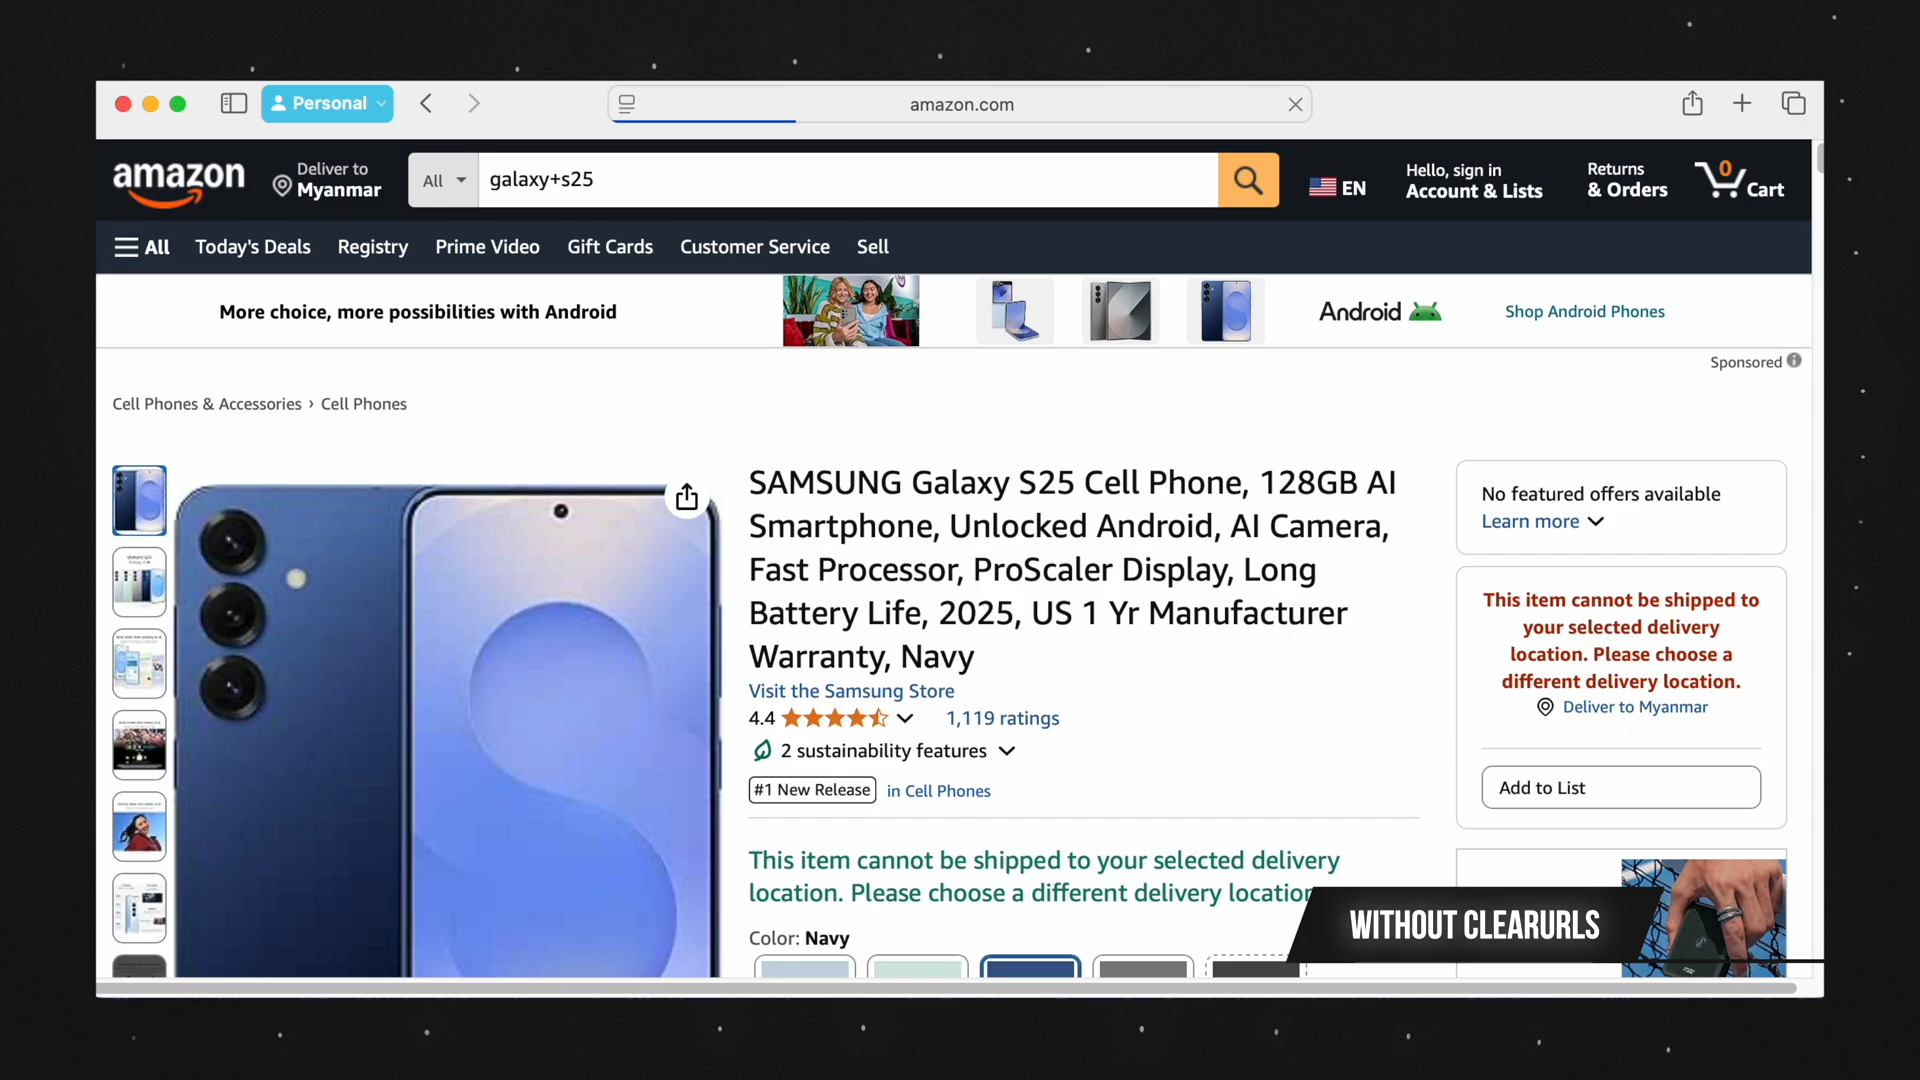 Personal
amazon.com
amazon
Deliver to
Myanmar
All
galaxy+s25
EN
Hello, sign in
Account & Lists
Returns
& Orders
0
Cart
All
Today's Deals
Registry
Prime Video
Gift Cards
Customer Service
Sell
More choice, more possibilities with Android
Android
Shop Android Phones
Sponsored
Cell Phones & Accessories › Cell Phones
SAMSUNG Galaxy S25 Cell Phone, 128GB AI
Smartphone, Unlocked Android, AI Camera,
Fast Processor, ProScaler Display, Long
Battery Life, 2025, US 1 Yr Manufacturer
Warranty, Navy
Visit the Samsung Store
4.4
1,119 ratings
2 sustainability features
#1 New Release
in Cell Phones
This item cannot be shipped to your selected delivery
location. Please choose a different delivery location
Color: Navy
No featured offers available
Learn more
This item cannot be shipped to
your selected delivery
location. Please choose a
different delivery location.
Deliver to Myanmar
Add to List
WITHOUT CLEARURLS